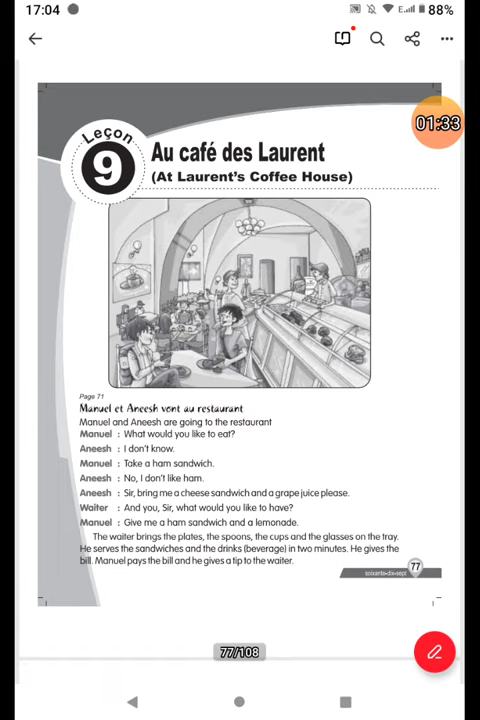 17:04 88%
01:33
Leçon
9
Au café des Laurent
(At Laurent's Coffee House)
Page 71
Manuel et Aneesh vont au restaurant
Manuel and Aneesh are going to the restaurant
Manuel : What would you like to eat?
Aneesh : I don't know.
Manuel : Take a ham sandwich.
Aneesh : No, I don't like ham.
Aneesh : Sir, bring me a cheese sandwich and a grape juice please.
Waiter : And you, Sir, what would you like to have?
Manuel : Give me a ham sandwich and a lemonade.
The waiter brings the plates, the spoons, the cups and the glasses on the tray.
He serves the sandwiches and the drinks (beverage) in two minutes. He gives the
bill. Manuel pays the bill and he gives a tip to the waiter.
soixante-dix-sept 77
77/108